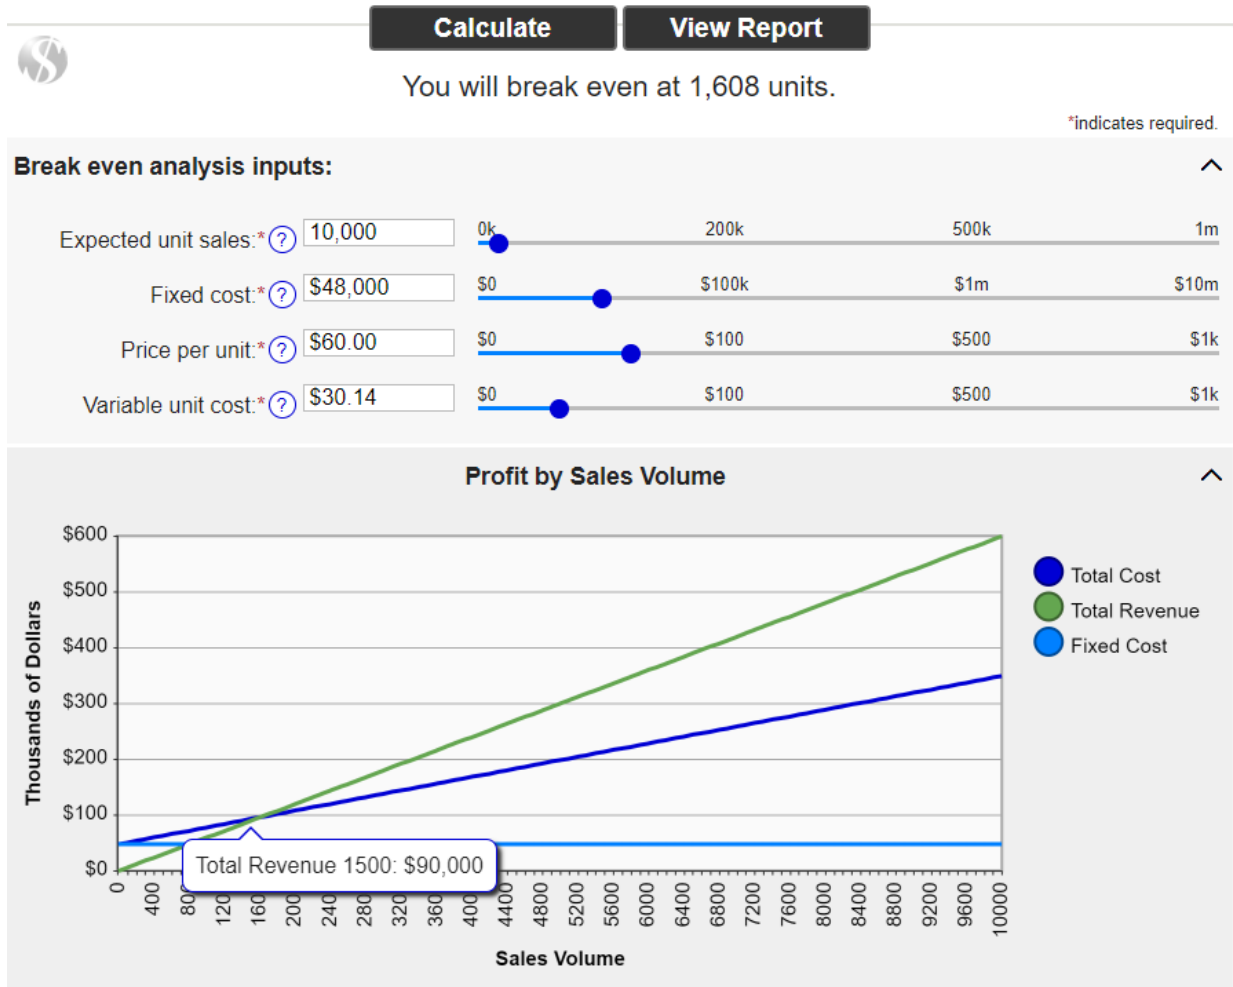 Calculate View Report
You will break even at 1,608 units.
*indicates required.
Break even analysis inputs:
Expected unit sales:* ? 10,000 0k 200k 500k 1m
Fixed cost:* ? $48,000 $0 $100k $1m $10m
Price per unit:* ? $60.00 $0 $100 $500 $1k
Variable unit cost:* ? $30.14 $0 $100 $500 $1k
Profit by Sales Volume
Thousands of Dollars
$600
$500
$400
$300
$200
$100
$0
Total Cost
Total Revenue
Fixed Cost
Total Revenue 1500: $90,000
0 400 1200 2000 2400 3200 4400 4800 5200 5600 6000 6400 6800 7200 7600 8000 8400 8800 9200 9600 10000
Sales Volume